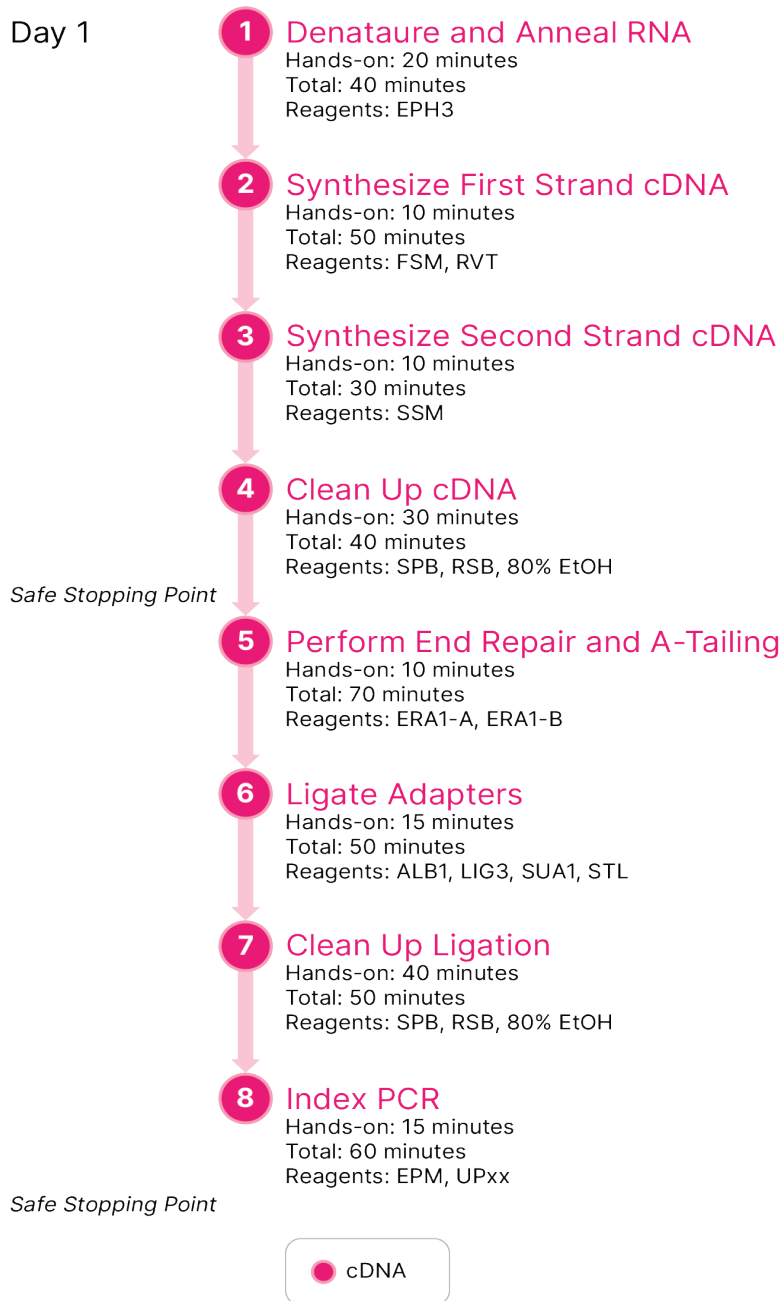 Day 1
1
Denataure and Anneal RNA
Hands-on: 20 minutes
Total: 40 minutes
Reagents: EPH3
2
Synthesize First Strand cDNA
Hands-on: 10 minutes
Total: 50 minutes
Reagents: FSM, RVT
3
Synthesize Second Strand cDNA
Hands-on: 10 minutes
Total: 30 minutes
Reagents: SSM
4
Clean Up cDNA
Hands-on: 30 minutes
Total: 40 minutes
Reagents: SPB, RSB, 80% EtOH
Safe Stopping Point
5
Perform End Repair and A-Tailing
Hands-on: 10 minutes
Total: 70 minutes
Reagents: ERA1-A, ERA1-B
6
Ligate Adapters
Hands-on: 15 minutes
Total: 50 minutes
Reagents: ALB1, LIG3, SUA1, STL
7
Clean Up Ligation
Hands-on: 40 minutes
Total: 50 minutes
Reagents: SPB, RSB, 80% EtOH
8
Index PCR
Hands-on: 15 minutes
Total: 60 minutes
Reagents: EPM, UPxx
Safe Stopping Point
cDNA